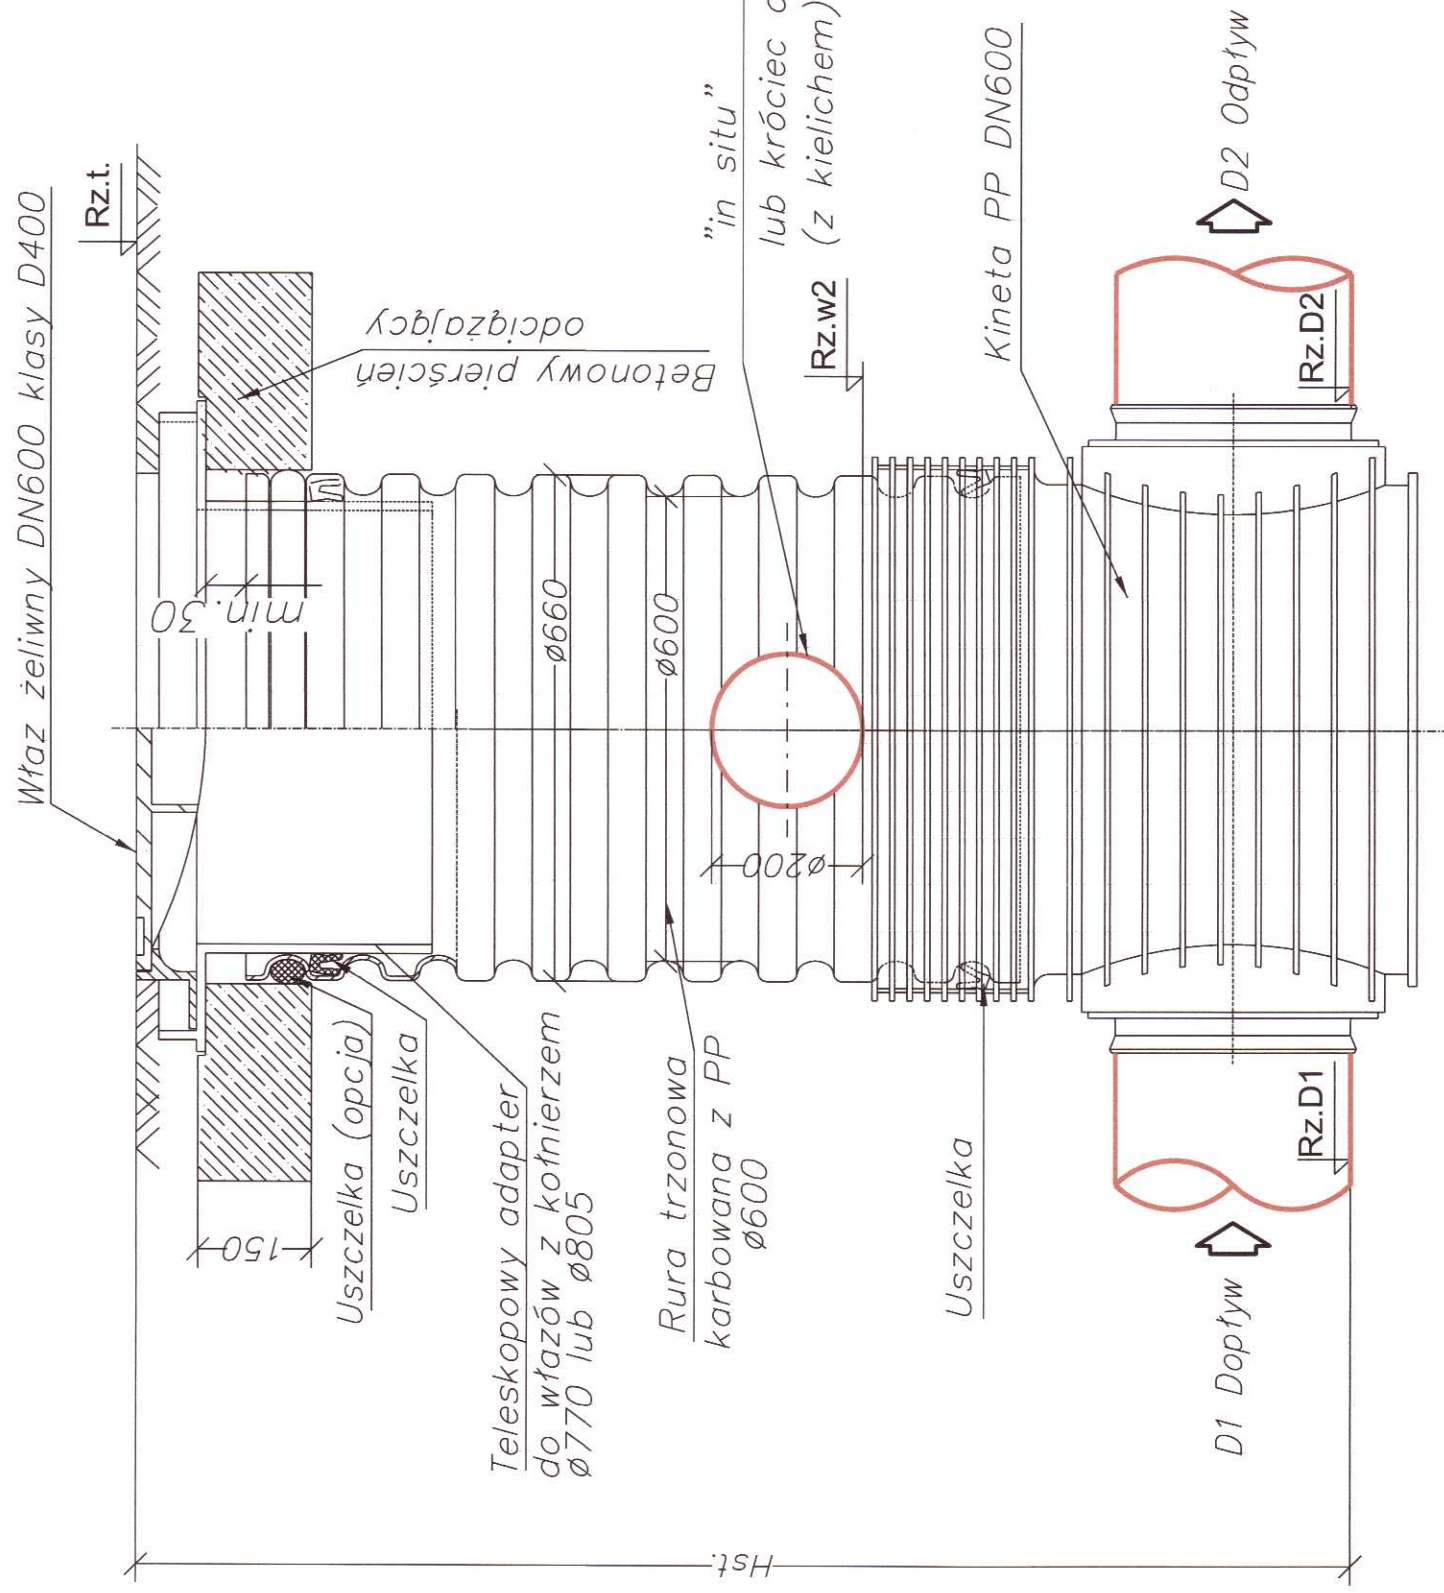 Właz żeliwny DN600 klasy D400
Rz.t.
Betonowy pierścień
odciążający
min. 30
150
Uszczelka (opcja)
Uszczelka
Teleskopowy adapter
do włazów z kołnierzem
ø770 lub ø805
ø660
ø600
Rura trzonowa
karbowana z PP
ø600
ø200
"in situ"
lub króciec
(z kielichem)
Rz.w2
Kineta PP DN600
Uszczelka
D2 Odpływ
Rz.D2
Rz.D1
D1 Dopływ
Hst.